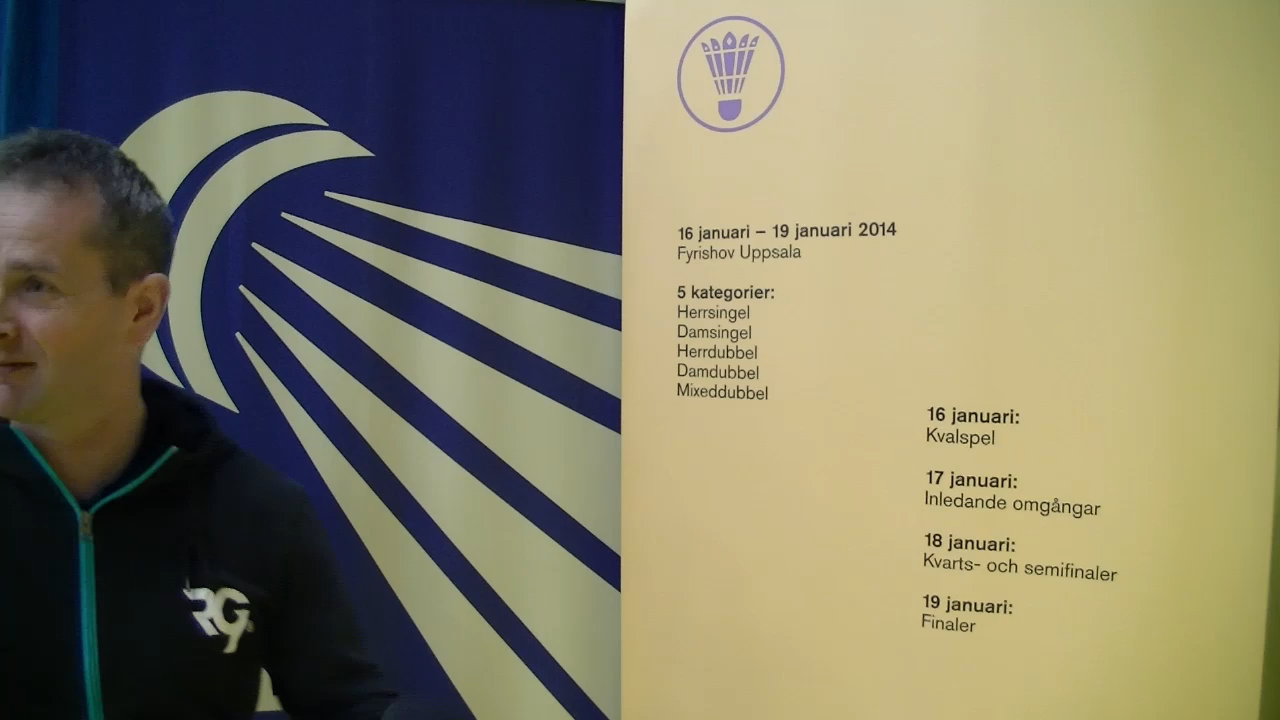 16 januari – 19 januari 2014
Fyrishov Uppsala
5 kategorier:
Herrsingel
Damsingel
Herrdubbel
Damdubbel
Mixeddubbel
16 januari:
Kvalspel
17 januari:
Inledande omgångar
18 januari:
Kvarts- och semifinaler
19 januari:
Finaler
RG